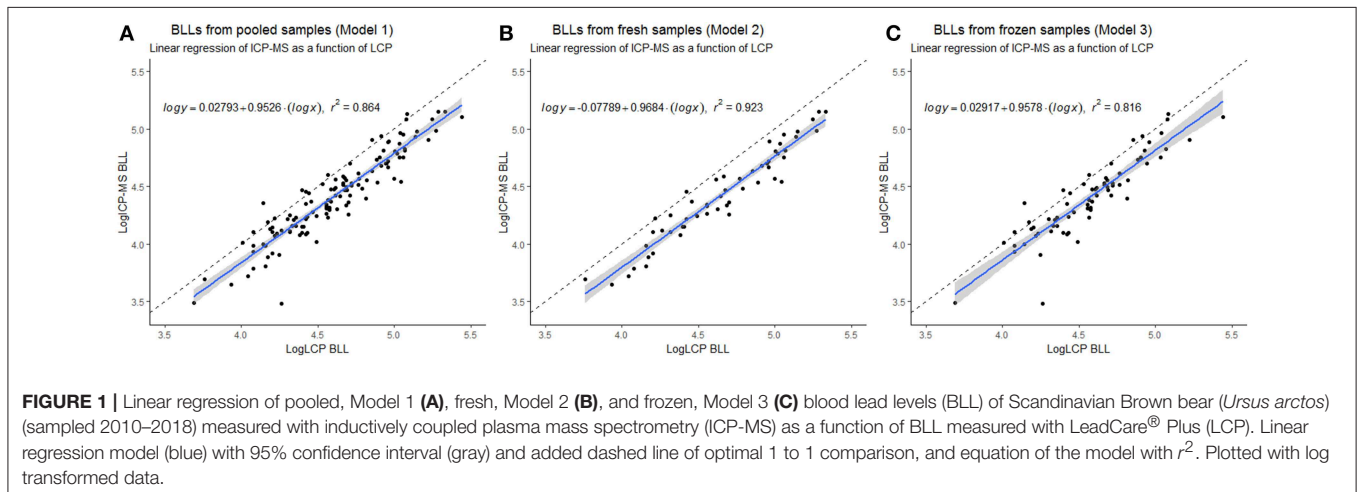 A
BLLs from pooled samples (Model 1)
Linear regression of ICP-MS as a function of LCP
logy = 0.02793+0.9526·(logx), r² = 0.864
LogICP-MS BLL
5.5
5.0
4.5
4.0
3.5
3.5 4.0 4.5 5.0 5.5
LogLCP BLL
B
BLLs from fresh samples (Model 2)
Linear regression of ICP-MS as a function of LCP
logy = -0.07789+0.9684·(logx), r² = 0.923
LogICP-MS BLL
5.5
5.0
4.5
4.0
3.5
3.5 4.0 4.5 5.0 5.5
LogLCP BLL
C
BLLs from frozen samples (Model 3)
Linear regression of ICP-MS as a function of LCP
logy = 0.02917+0.9578·(logx), r² = 0.816
LogICP-MS BLL
5.5
5.0
4.5
4.0
3.5
3.5 4.0 4.5 5.0 5.5
LogLCP BLL
FIGURE 1 | Linear regression of pooled, Model 1 (A), fresh, Model 2 (B), and frozen, Model 3 (C) blood lead levels (BLL) of Scandinavian Brown bear (Ursus arctos)
(sampled 2010–2018) measured with inductively coupled plasma mass spectrometry (ICP-MS) as a function of BLL measured with LeadCare® Plus (LCP). Linear
regression model (blue) with 95% confidence interval (gray) and added dashed line of optimal 1 to 1 comparison, and equation of the model with r². Plotted with log
transformed data.